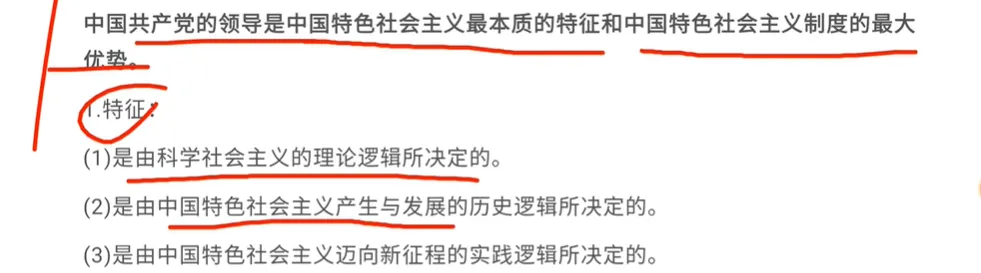 中国共产党的领导是中国特色社会主义最本质的特征和中国特色社会主义制度的最大
优势。
1.特征：
(1)是由科学社会主义的理论逻辑所决定的。
(2)是由中国特色社会主义产生与发展的历史逻辑所决定的。
(3)是由中国特色社会主义迈向新征程的实践逻辑所决定的。